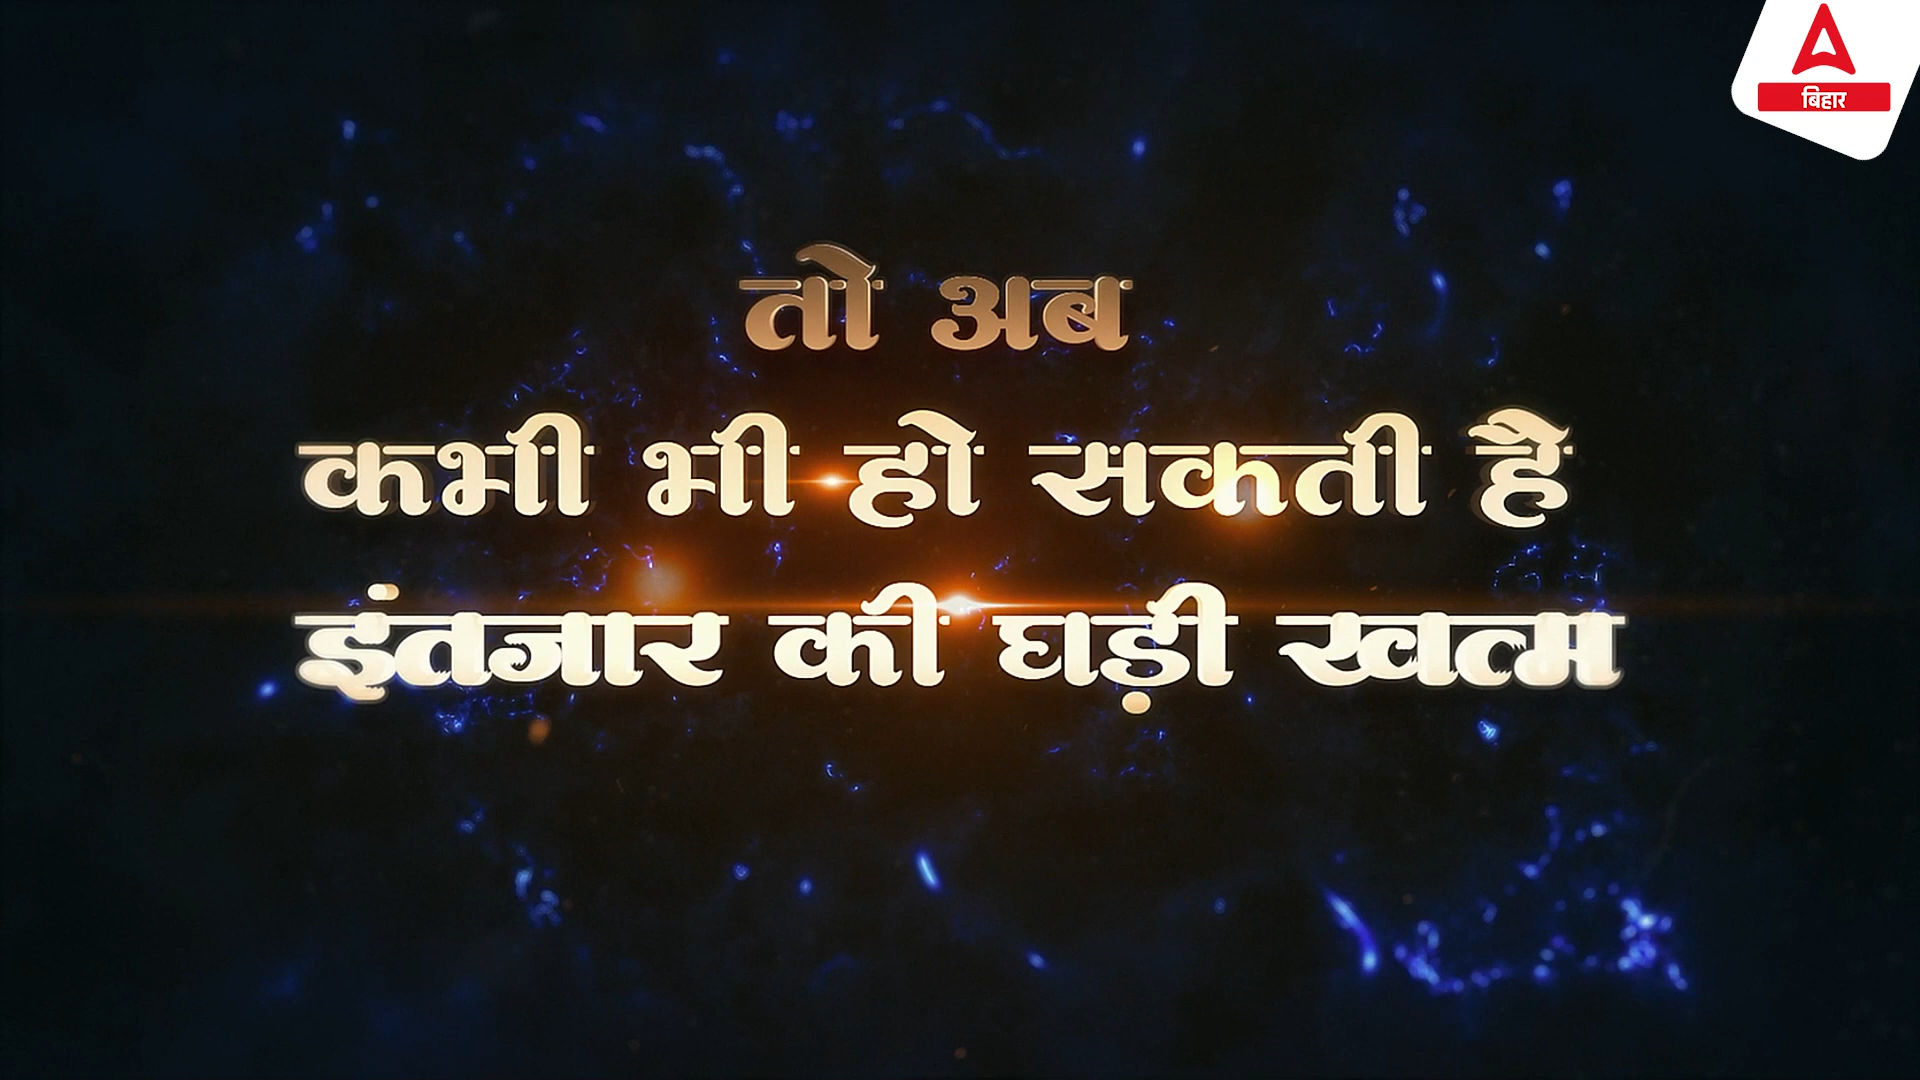 बिहार
तो अब
कभी भी हो सकती है
इंतजार की घड़ी खत्म